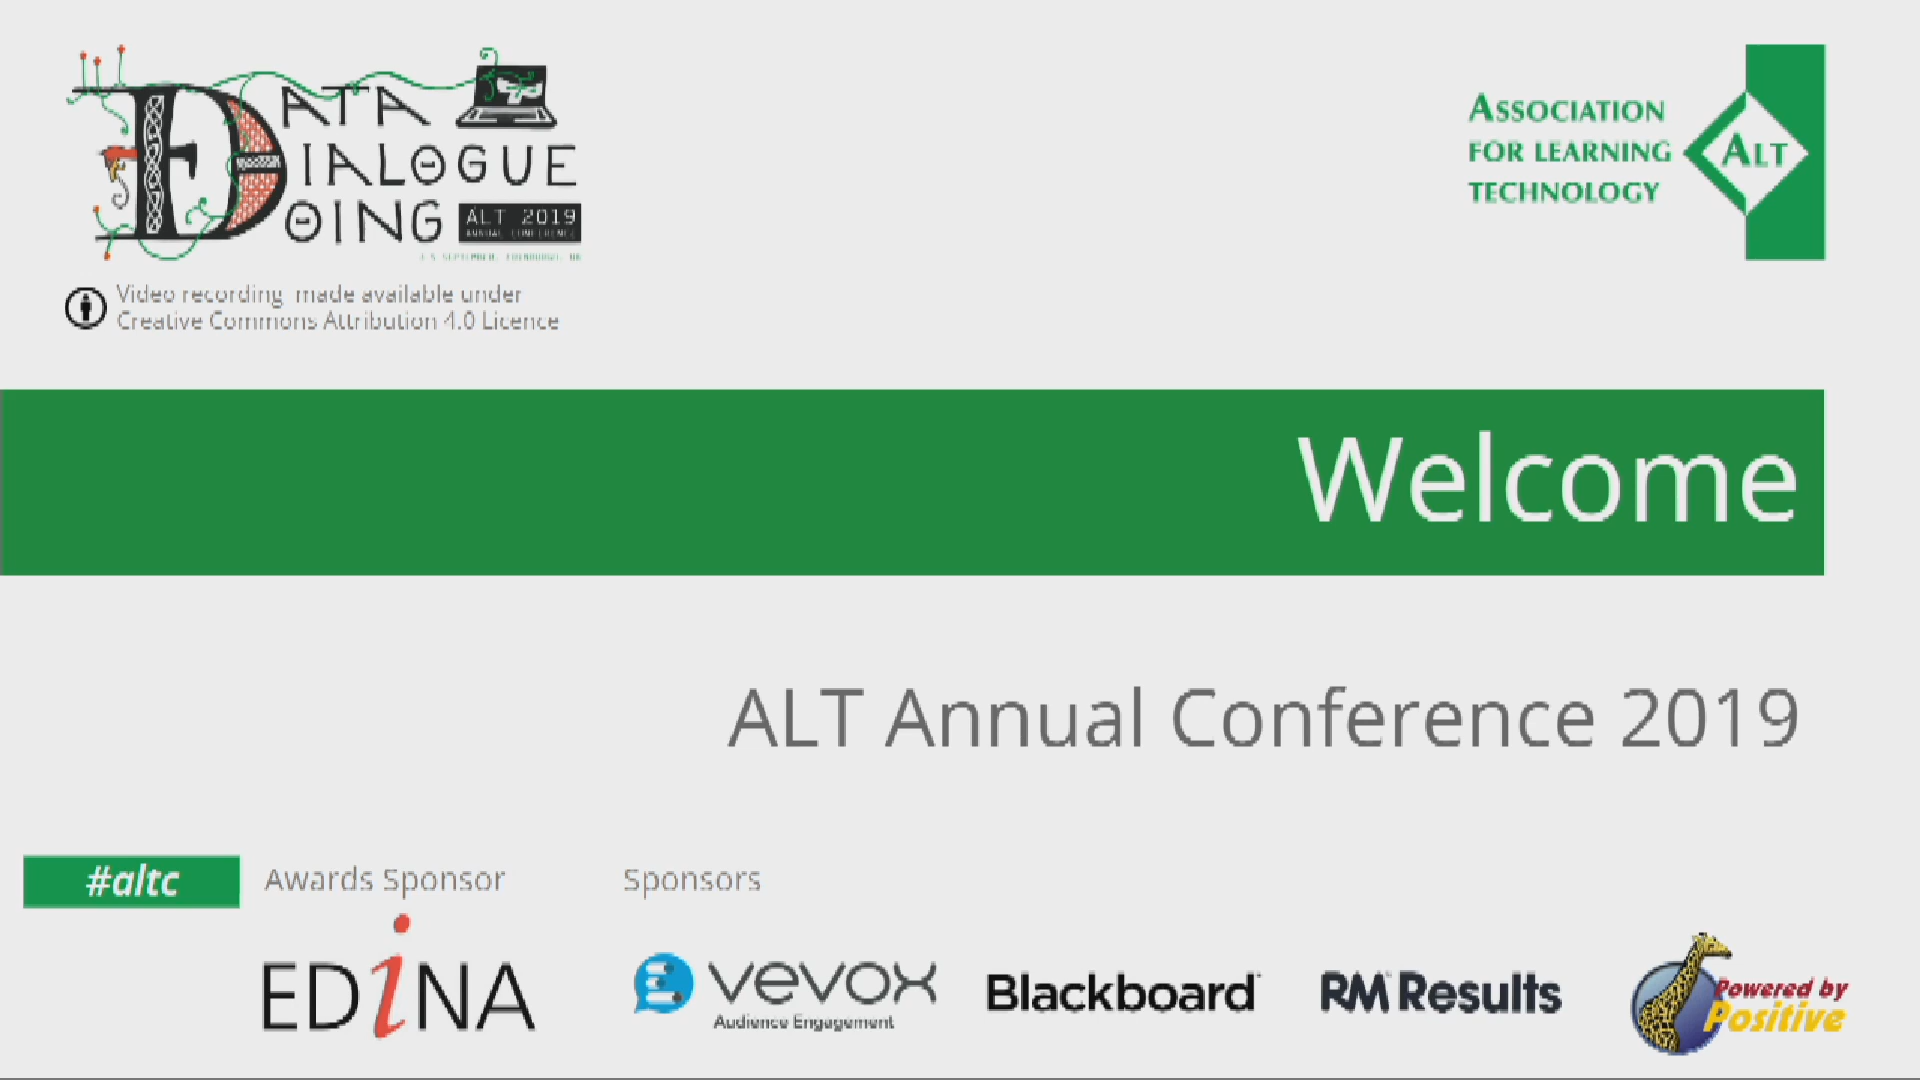 DATA
DIALOGUE
DOING
ALT 2019
ANNUAL CONFERENCE
Video recording made available under
Creative Commons Attribution 4.0 Licence
ASSOCIATION
FOR LEARNING
TECHNOLOGY
ALT
Welcome
ALT Annual Conference 2019
#altc
Awards Sponsor
Sponsors
EDiNA
vevox
Audience Engagement
Blackboard
RM Results
Powered by
Positive